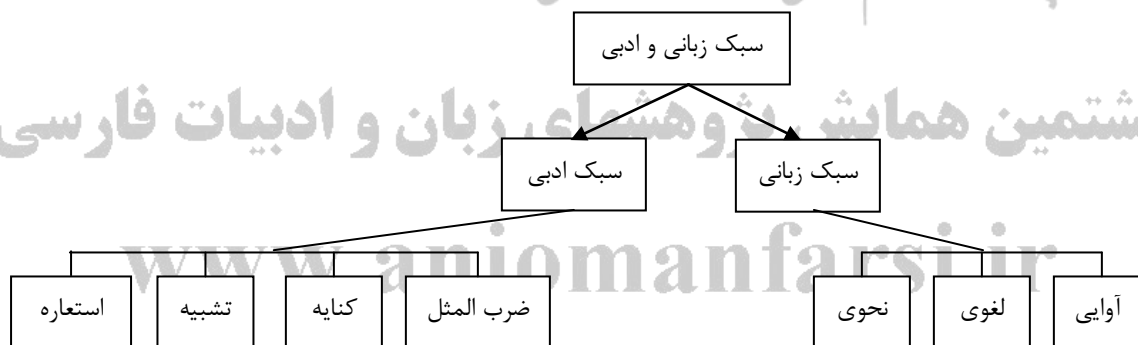 سبک زبانی و ادبی
شتمین همایش پژوهشهای زبان و ادبیات فارسی
سبک زبانی
سبک ادبی
www.anjomanfarsi.ir
آوایی
لغوی
نحوی
ضرب المثل
کنایه
تشبیه
استعاره